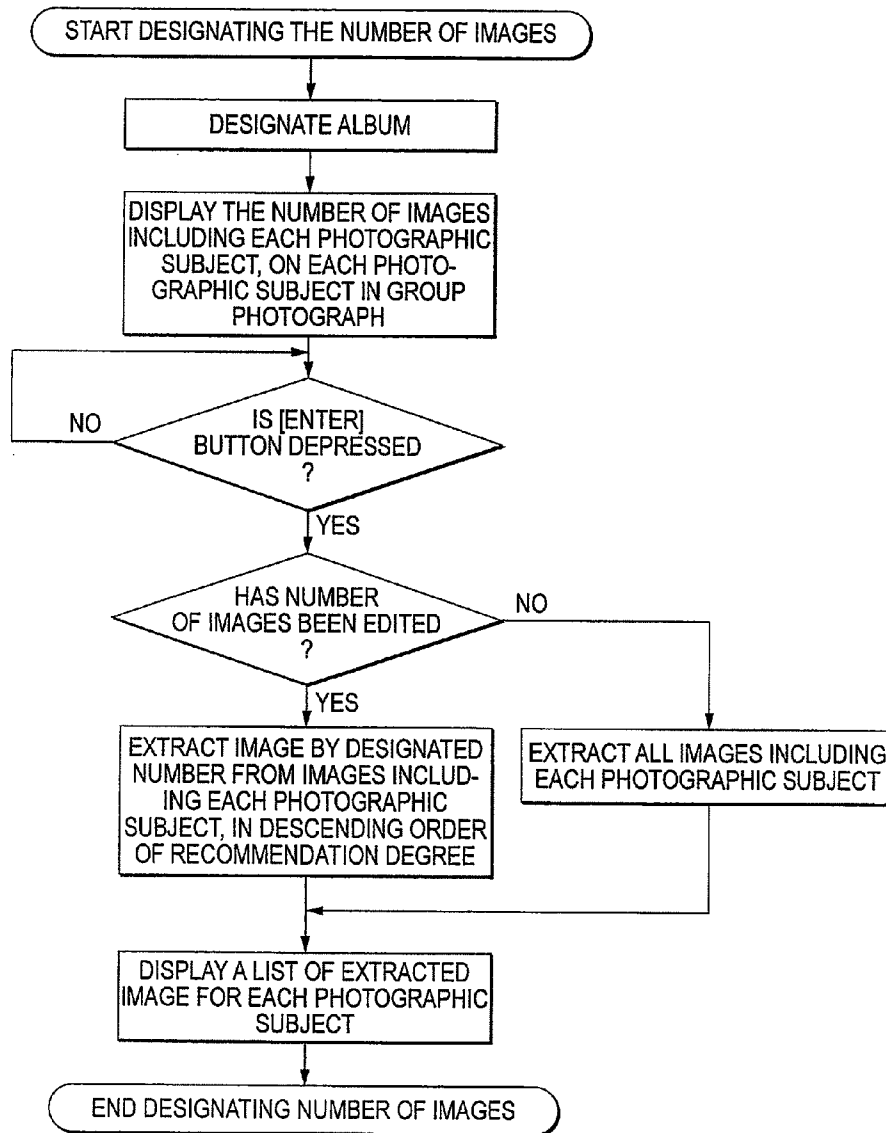 START DESIGNATING THE NUMBER OF IMAGES
DESIGNATE ALBUM
DISPLAY THE NUMBER OF IMAGES
INCLUDING EACH PHOTOGRAPHIC
SUBJECT, ON EACH PHOTO-
GRAPHIC SUBJECT IN GROUP
PHOTOGRAPH
NO
IS [ENTER]
BUTTON DEPRESSED
?
YES
HAS NUMBER
OF IMAGES BEEN EDITED
?
NO
YES
EXTRACT IMAGE BY DESIGNATED
NUMBER FROM IMAGES INCLUD-
ING EACH PHOTOGRAPHIC
SUBJECT, IN DESCENDING ORDER
OF RECOMMENDATION DEGREE
EXTRACT ALL IMAGES INCLUDING
EACH PHOTOGRAPHIC SUBJECT
DISPLAY A LIST OF EXTRACTED
IMAGE FOR EACH PHOTOGRAPHIC
SUBJECT
END DESIGNATING NUMBER OF IMAGES